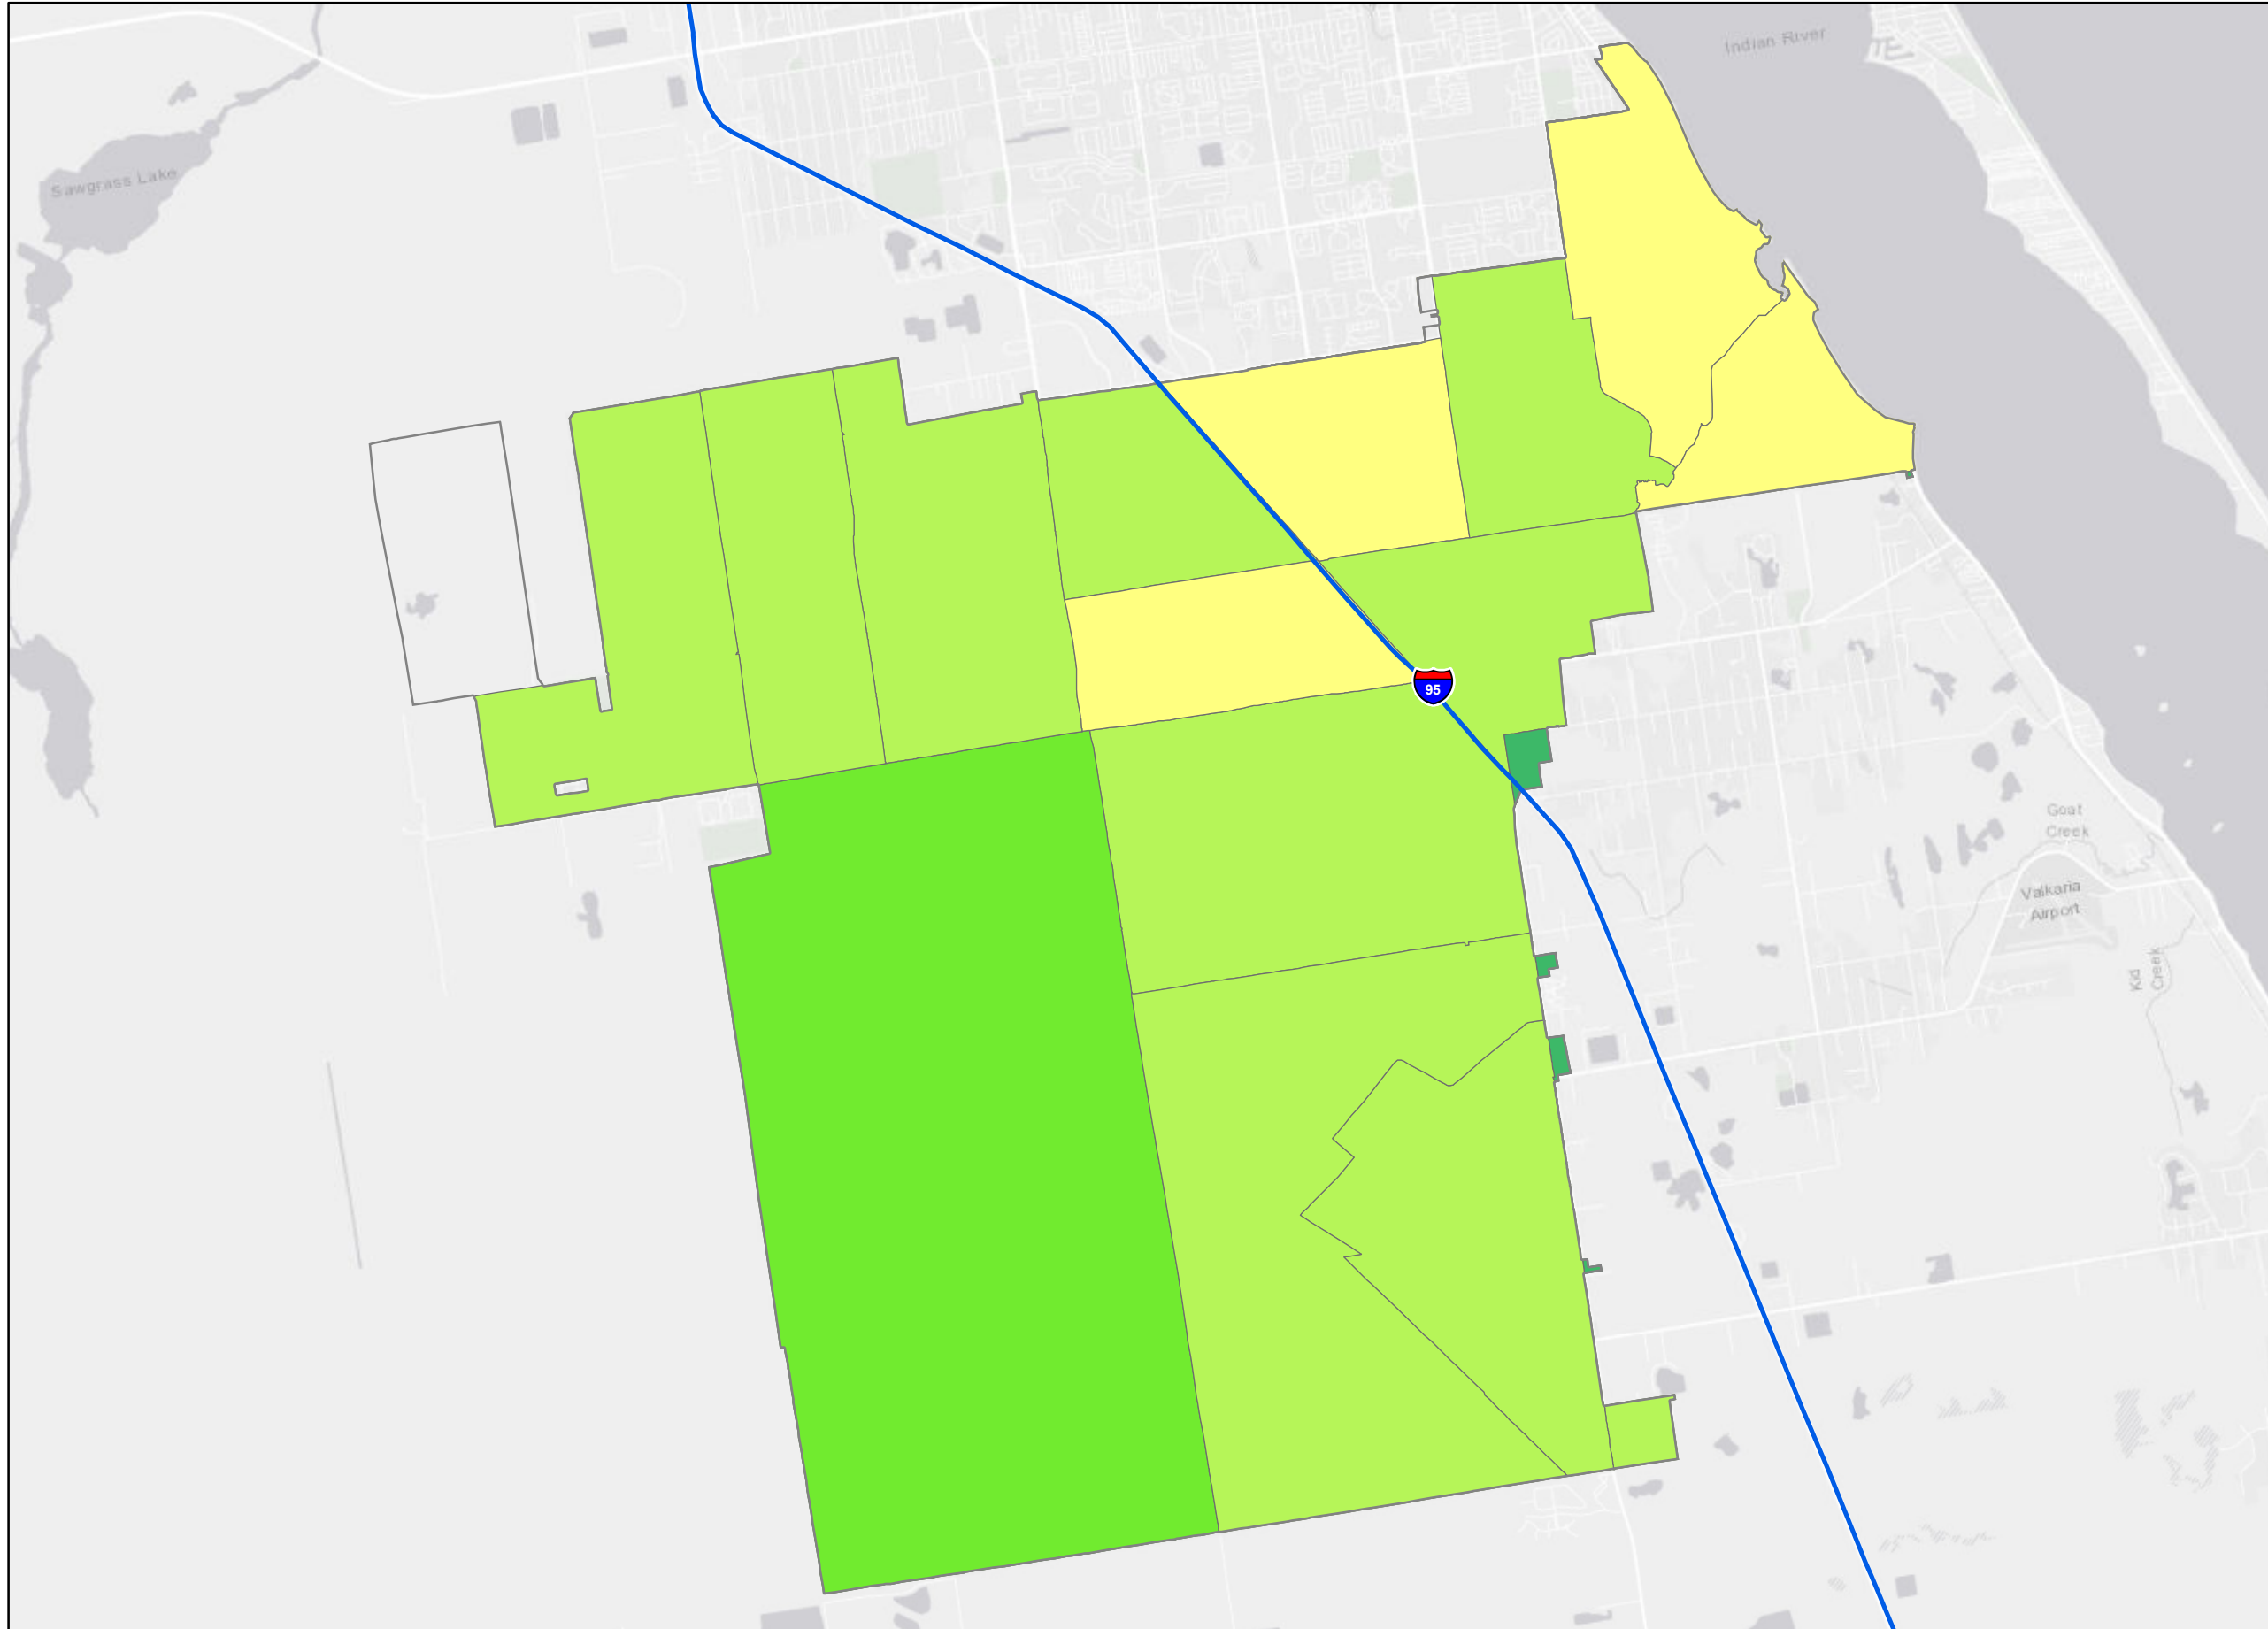 Indian River
Sawgrass Lake
95
Goat
Creek
Valkaria
Airport
Kid
Creek